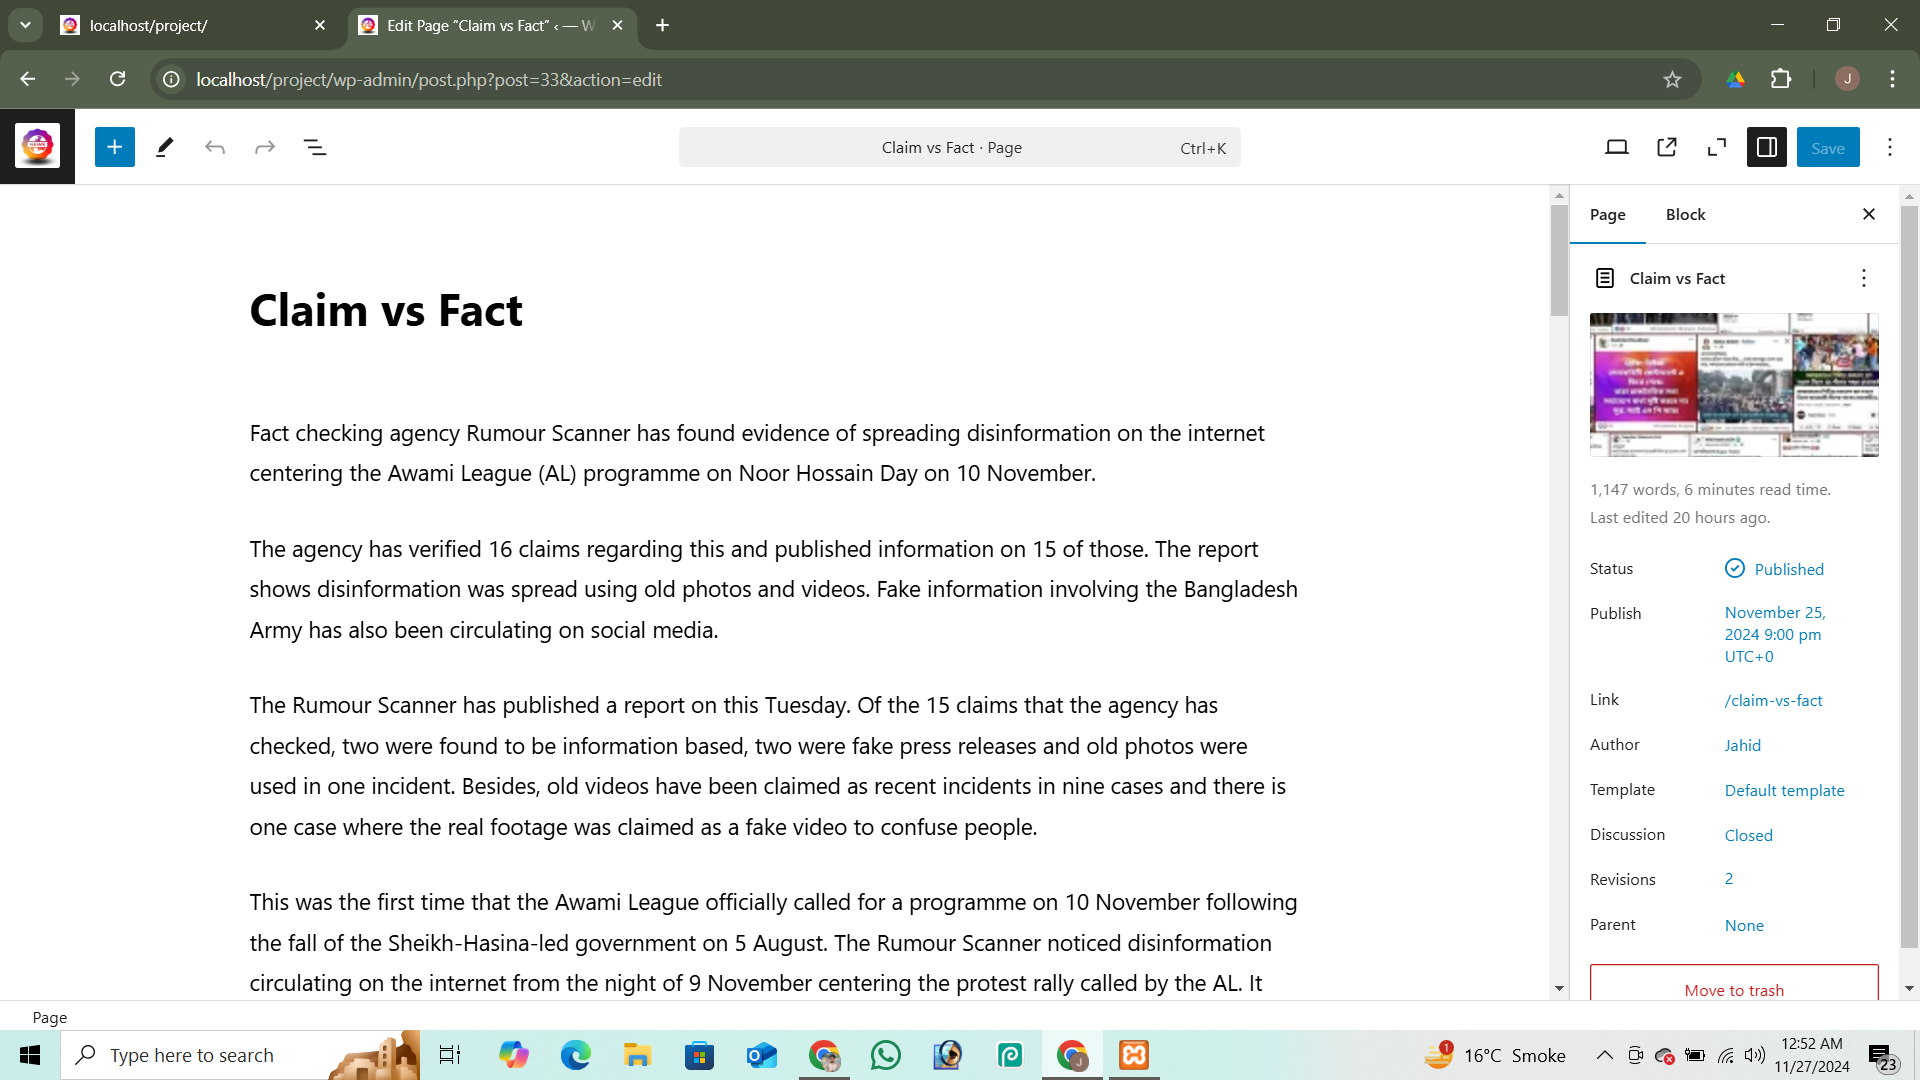 localhost/project/
Edit Page “Claim vs Fact” ‹ — W
localhost/project/wp-admin/post.php?post=33&action=edit
J
Claim vs Fact · Page
Ctrl+K
Save
Page
Block
Claim vs Fact
Fact checking agency Rumour Scanner has found evidence of spreading disinformation on the internet
centering the Awami League (AL) programme on Noor Hossain Day on 10 November.
The agency has verified 16 claims regarding this and published information on 15 of those. The report
shows disinformation was spread using old photos and videos. Fake information involving the Bangladesh
Army has also been circulating on social media.
The Rumour Scanner has published a report on this Tuesday. Of the 15 claims that the agency has
checked, two were found to be information based, two were fake press releases and old photos were
used in one incident. Besides, old videos have been claimed as recent incidents in nine cases and there is
one case where the real footage was claimed as a fake video to confuse people.
This was the first time that the Awami League officially called for a programme on 10 November following
the fall of the Sheikh-Hasina-led government on 5 August. The Rumour Scanner noticed disinformation
circulating on the internet from the night of 9 November centering the protest rally called by the AL. It
Claim vs Fact
1,147 words, 6 minutes read time.
Last edited 20 hours ago.
Status
Published
Publish
November 25,
2024 9:00 pm
UTC+0
Link
/claim-vs-fact
Author
Jahid
Template
Default template
Discussion
Closed
Revisions
2
Parent
None
Move to trash
Page
Type here to search
1
16°C Smoke
12:52 AM
11/27/2024
23